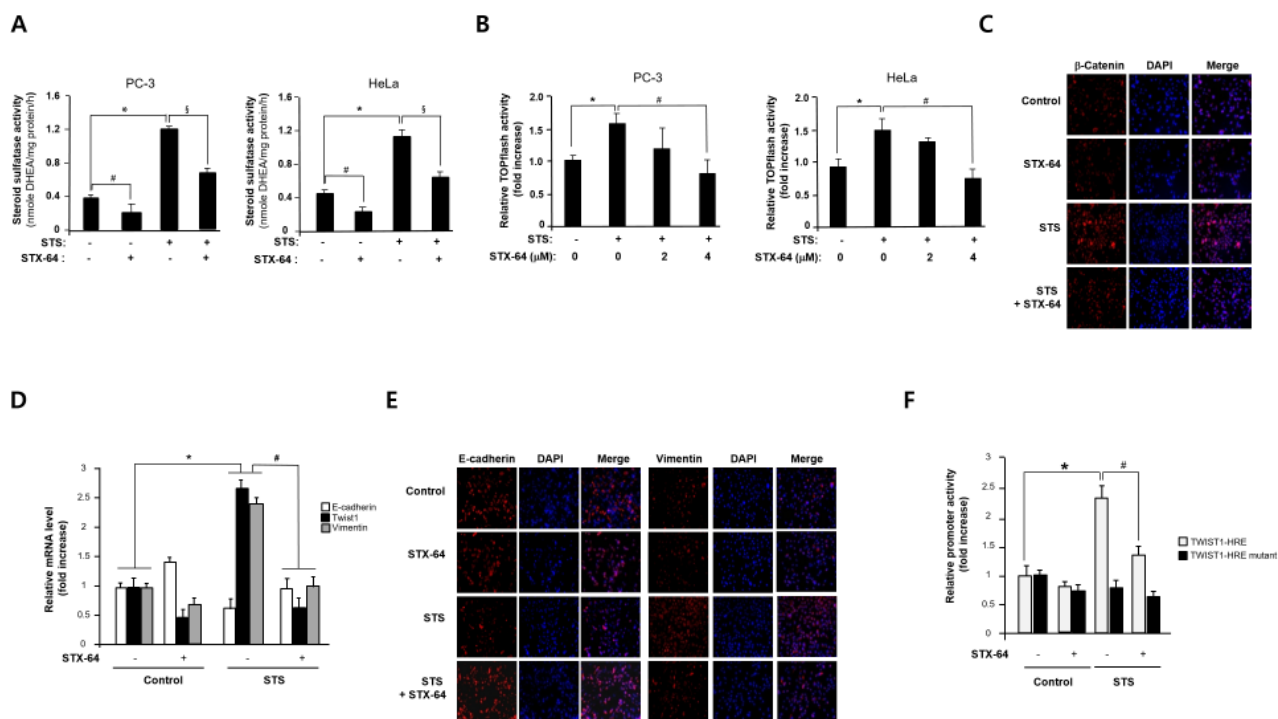 A
B
C
PC-3
Steroid sulfatase activity
(nmole DHEA/mg protein/h)
1.6
1.2
0.8
0.4
0
*
#
§
STS: - - + +
STX-64 : - + - +
HeLa
Steroid sulfatase activity
(nmole DHEA/mg protein/h)
1.6
1.2
0.8
0.4
0
*
#
§
STS: - - + +
STX-64 : - + - +
PC-3
Relative TOPflash activity
(fold increase)
2.0
1.5
1.0
0.5
0
*
#
STS: - + + +
STX-64 (μM): 0 0 2 4
HeLa
Relative TOPflash activity
(fold increase)
2.0
1.5
1.0
0.5
0
*
#
STS: - + + +
STX-64 (μM): 0 0 2 4
β-Catenin DAPI Merge
Control
STX-64
STS
STS
+ STX-64
D
E
F
Relative mRNA level
(fold increase)
3
2.5
2
1.5
1
0.5
0
*
#
E-cadherin
Twist1
Vimentin
STX-64 - + - +
Control STS
E-cadherin DAPI Merge Vimentin DAPI Merge
Control
STX-64
STS
STS
+ STX-64
Relative promoter activity
(fold increase)
3
2.5
2
1.5
1
0.5
0
*
#
TWIST1-HRE
TWIST1-HRE mutant
STX-64 - + - +
Control STS